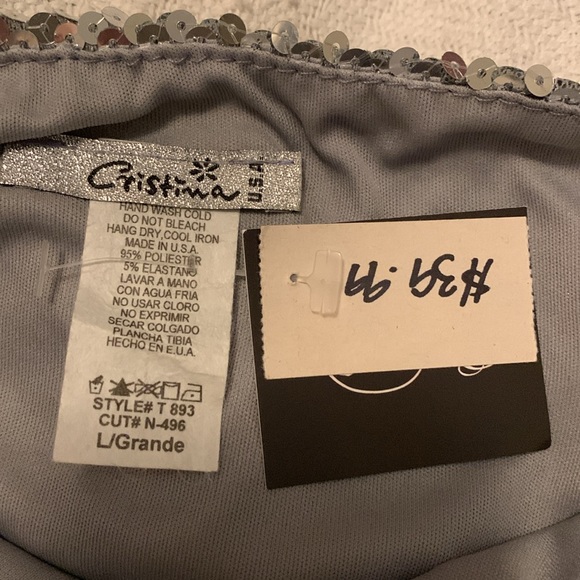 Cristina
U.S.A.
HAND WASH COLD
DO NOT BLEACH
HANG DRY,COOL IRON
MADE IN U.S.A.
95% POLIESTER
5% ELASTANO
LAVAR A MANO
CON AGUA FRIA
NO USAR CLORO
NO EXPRIMIR
SECAR COLGADO
PLANCHA TIBIA
HECHO EN E.U.A.
STYLE# T 893
CUT# N-496
L/Grande
$39.99